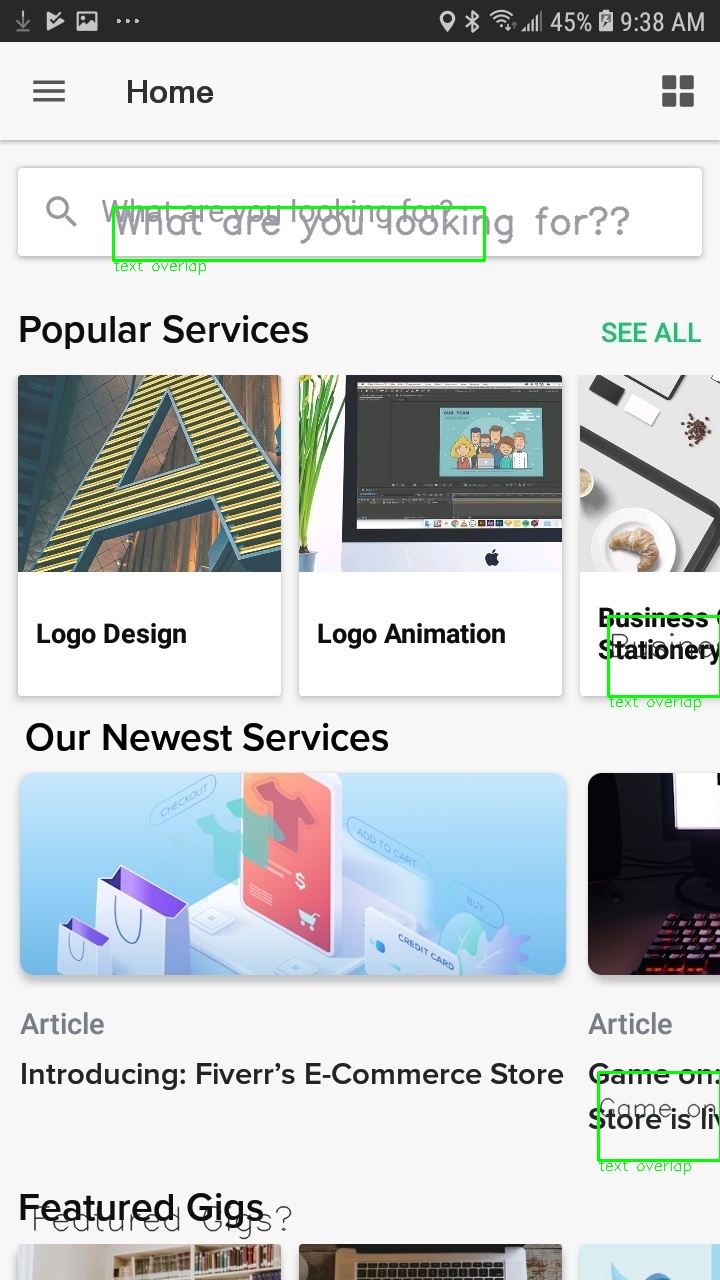 45% 9:38 AM
Home
What are you looking for?
What are you looking for??
text overlap
Popular Services
SEE ALL
OUR TEAM
Logo Design
Logo Animation
Business
Stationery
Busine
text overlap
Our Newest Services
CHECKOUT
ADD TO CART
BUY
CREDIT CARD
Article
Introducing: Fiverr's E-Commerce Store
Article
Game on:
Store is liv
Game on
text overlap
Featured Gigs
Featured Gigs?